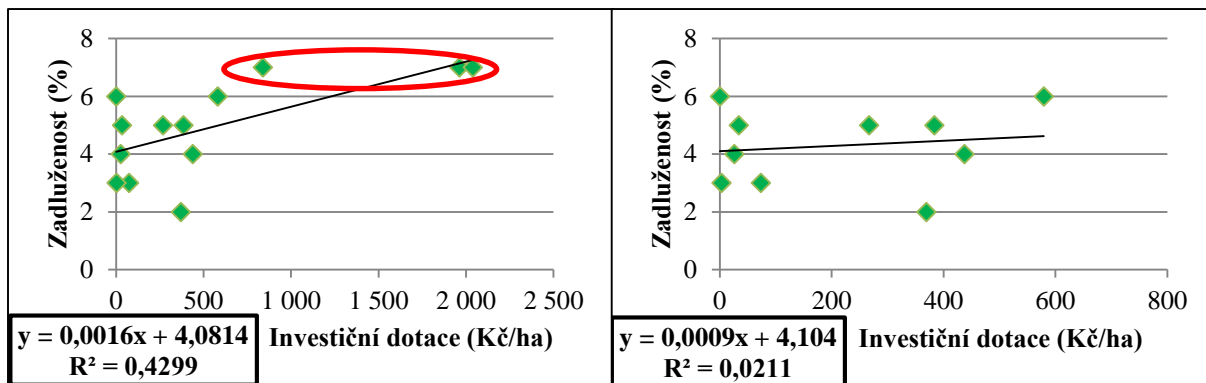 Zadluženost (%)
8
6
4
2
0
0 500 1 000 1 500 2 000 2 500
Investiční dotace (Kč/ha)
y = 0,0016x + 4,0814
R² = 0,4299
Zadluženost (%)
8
6
4
2
0
0 200 400 600 800
Investiční dotace (Kč/ha)
y = 0,0009x + 4,104
R² = 0,0211